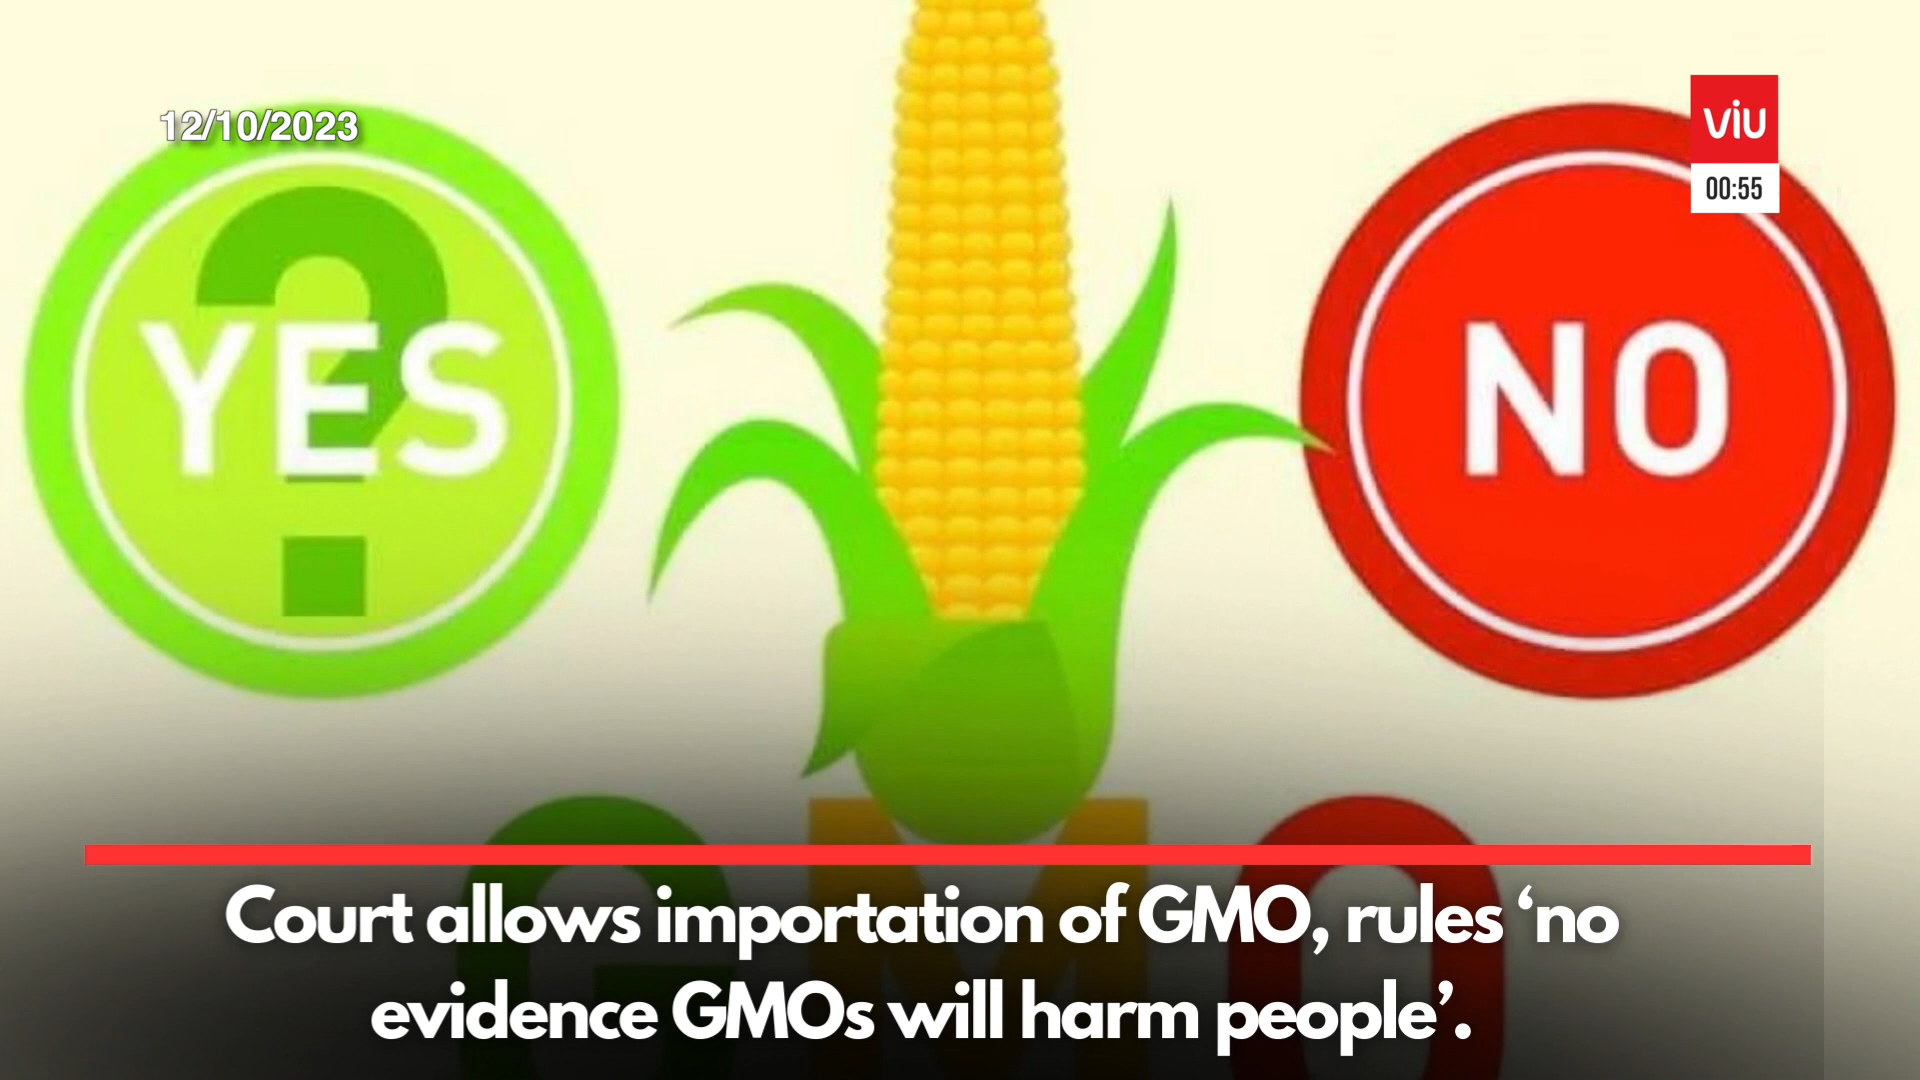 12/10/2023
viu
00:55
?
YES
NO
GMO
Court allows importation of GMO, rules ‘no
evidence GMOs will harm people’.